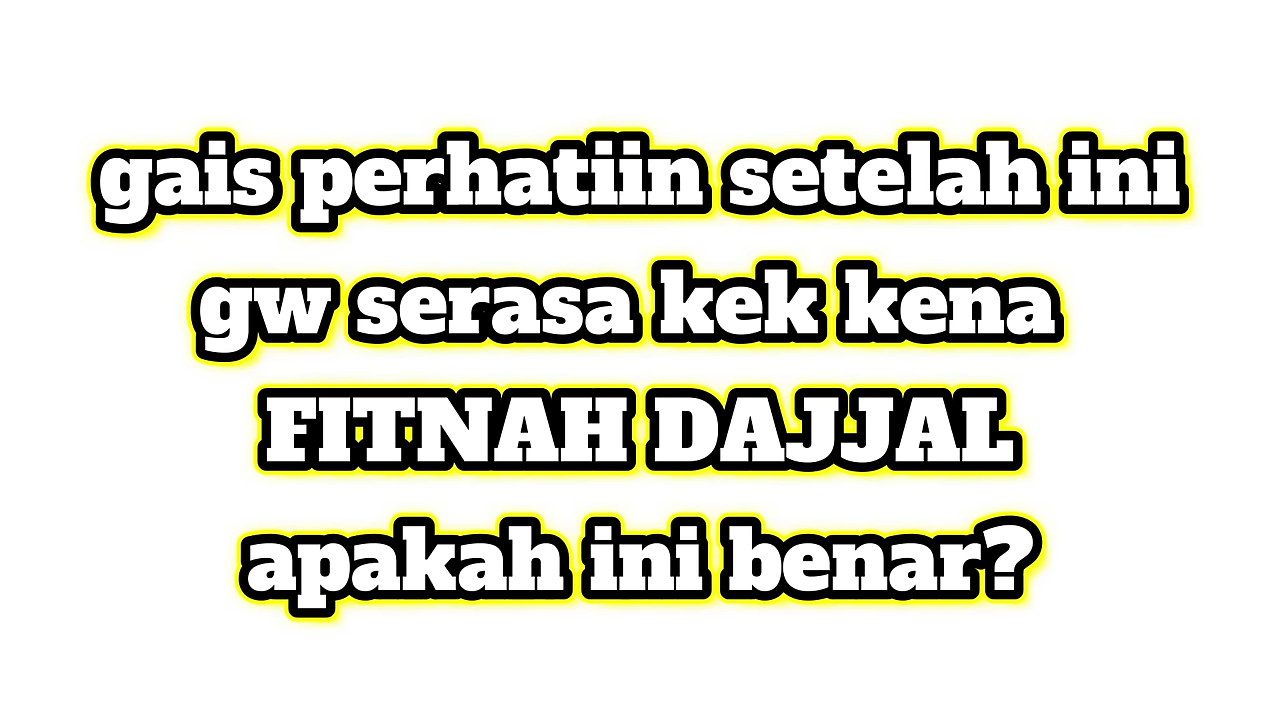 gais perhatiin setelah ini
gw serasa kek kena
FITNAH DAJJAL
apakah ini benar?